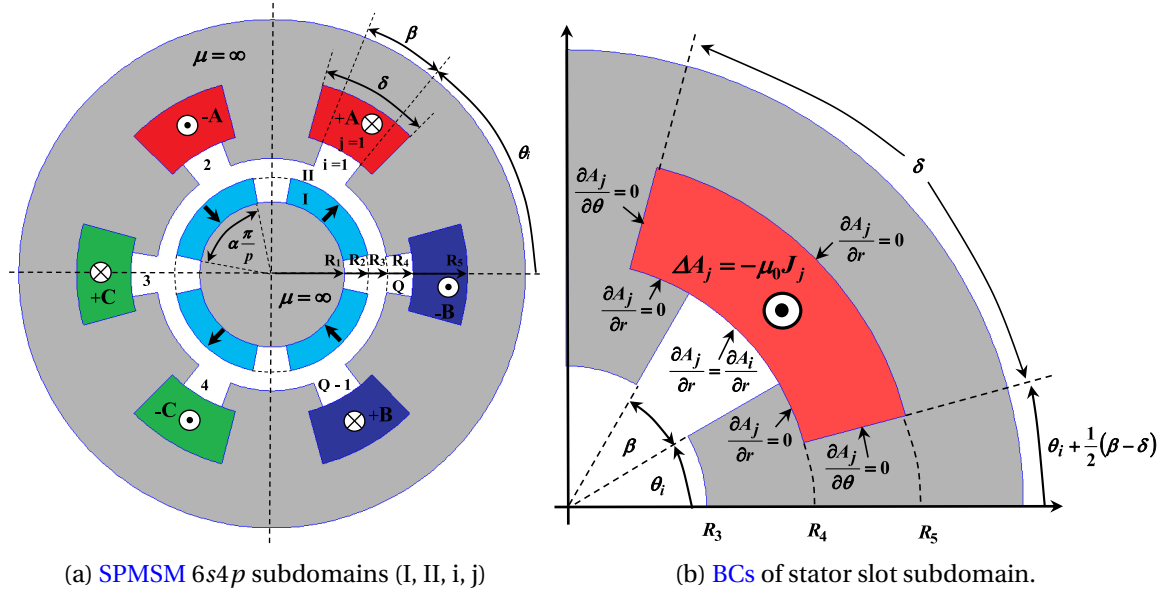 μ = ∞
β
δ
θᵢ
-A
+A
j =1
i =1
2
II
I
α π/p
R₁
R₂
R₃
R₄
R₅
3
Q
+C
-B
μ = ∞
4
Q - 1
-C
+B
(a) SPMSM 6s4p subdomains (I, II, i, j)
δ
∂Aⱼ/∂θ = 0
∂Aⱼ/∂r = 0
ΔAⱼ = −μ₀Jⱼ
∂Aⱼ/∂r = 0
∂Aⱼ/∂r = ∂Aᵢ/∂r
∂Aⱼ/∂r = 0
∂Aⱼ/∂θ = 0
θᵢ + 1/2(β − δ)
β
θᵢ
R₃
R₄
R₅
(b) BCs of stator slot subdomain.